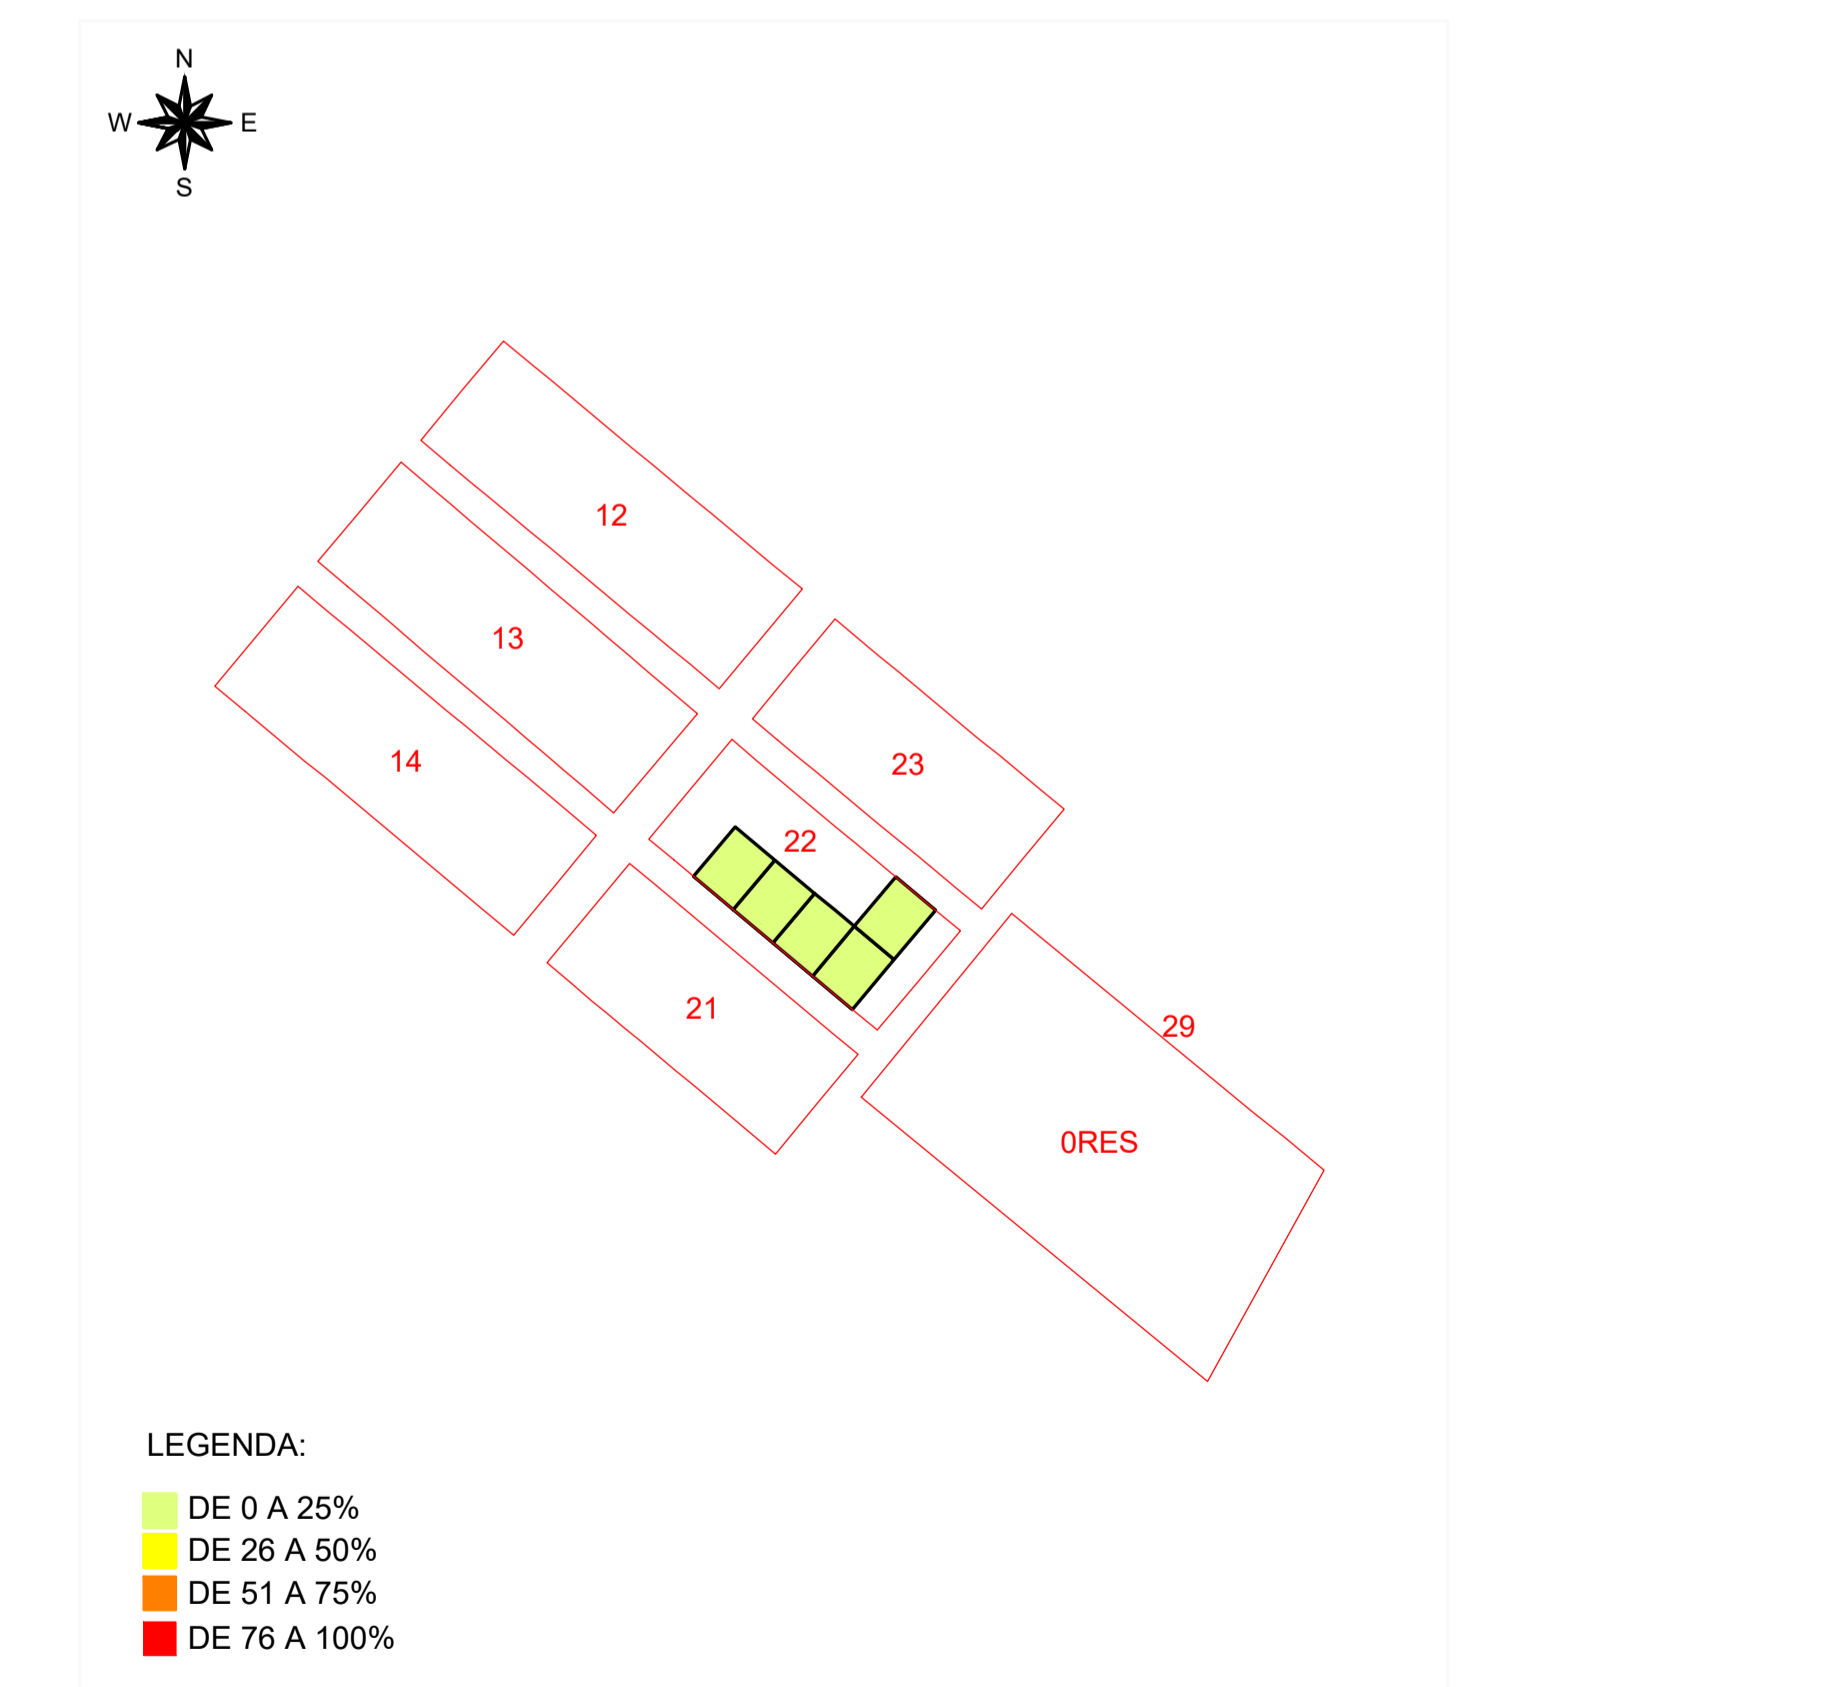 N
W E
S
12
13
14
23
22
21
29
0RES
LEGENDA:
DE 0 A 25%
DE 26 A 50%
DE 51 A 75%
DE 76 A 100%